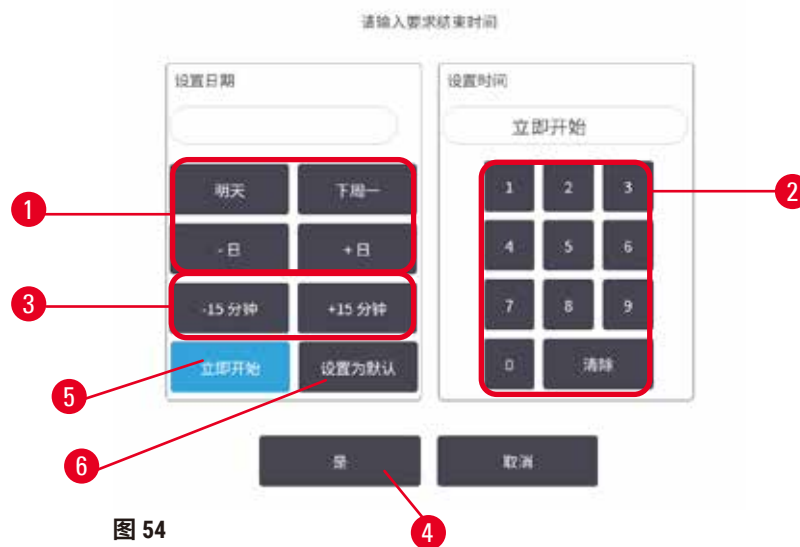 请输入要求结束时间
设置日期
设置时间
立即开始
明天
下周一
1
2
3
1
2
- 日
+ 日
4
5
6
3
-15 分钟
+15 分钟
7
8
9
立即开始
设置为默认
0
清除
5
6
是
取消
4
图 54